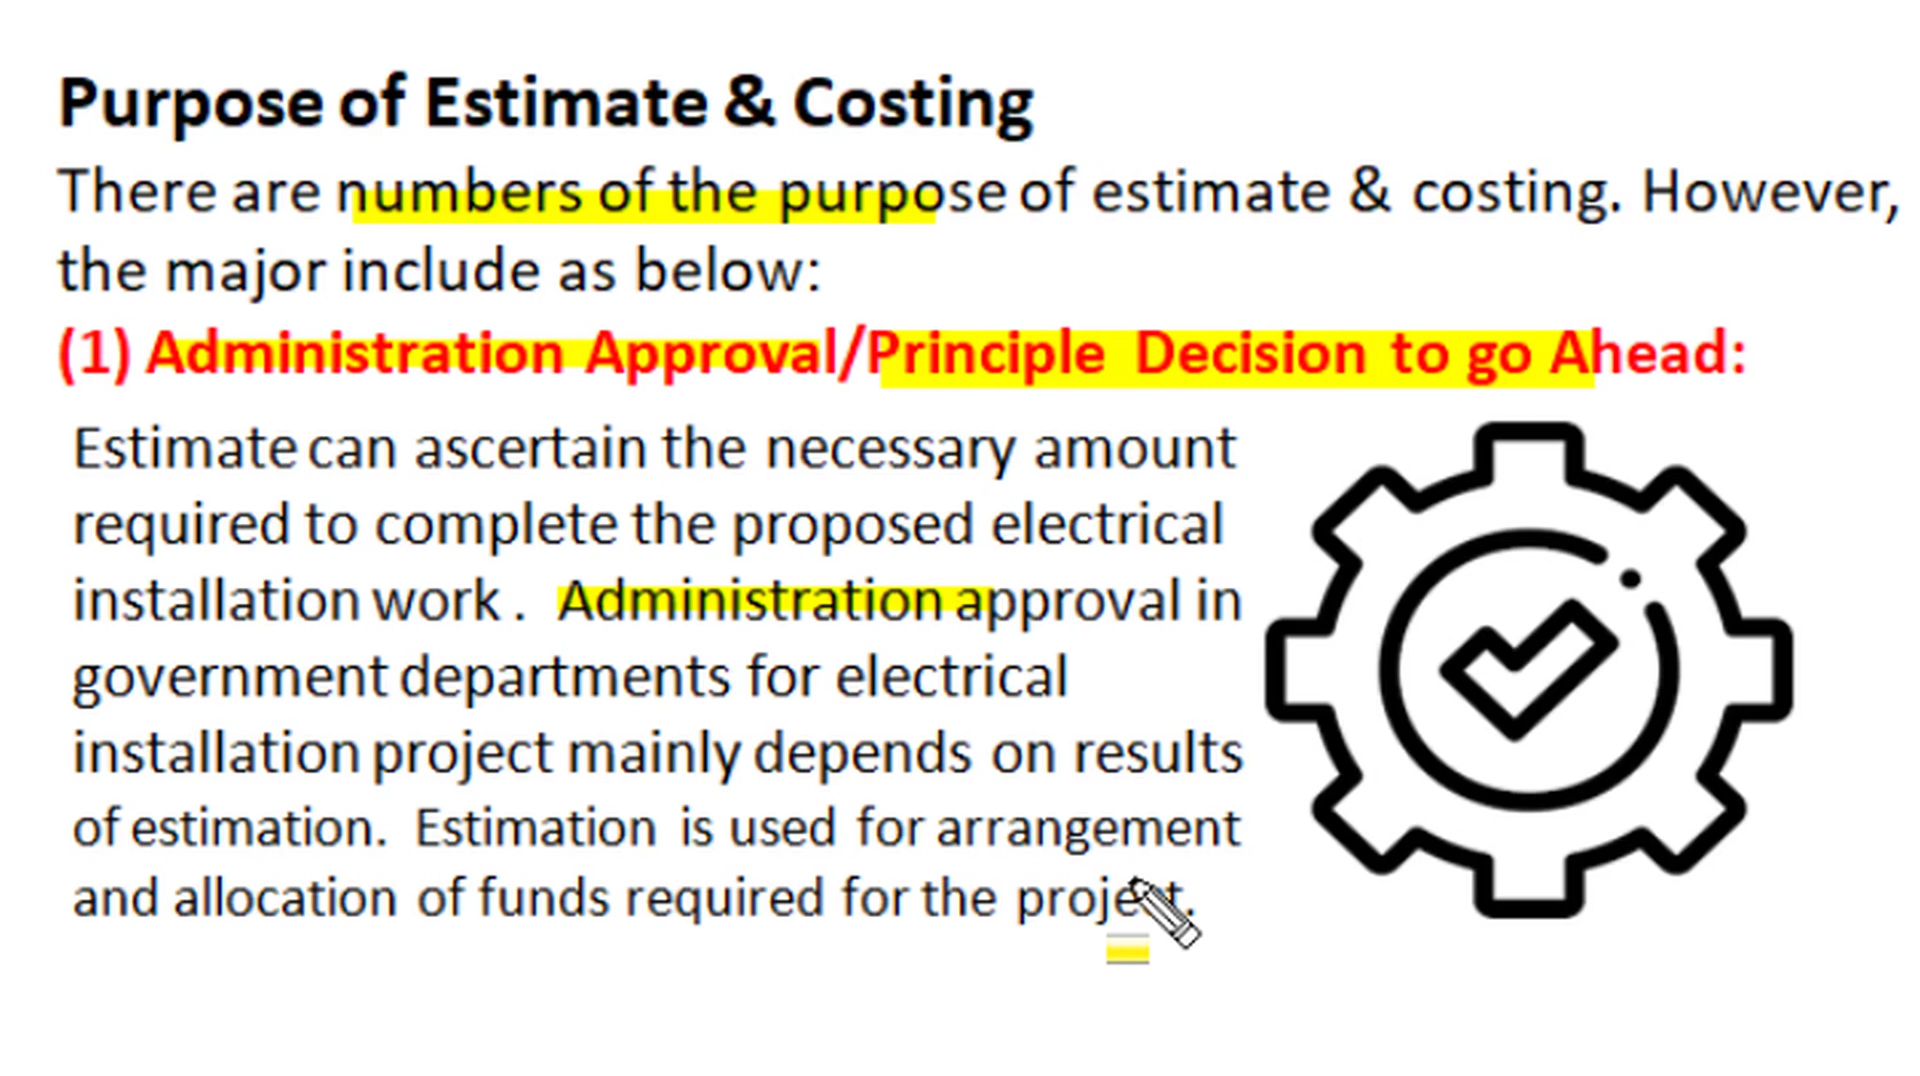 Purpose of Estimate & Costing
There are numbers of the purpose of estimate & costing. However,
the major include as below:
(1) Administration Approval/Principle Decision to go Ahead:
Estimate can ascertain the necessary amount
required to complete the proposed electrical
installation work . Administration approval in
government departments for electrical
installation project mainly depends on results
of estimation. Estimation is used for arrangement
and allocation of funds required for the project.